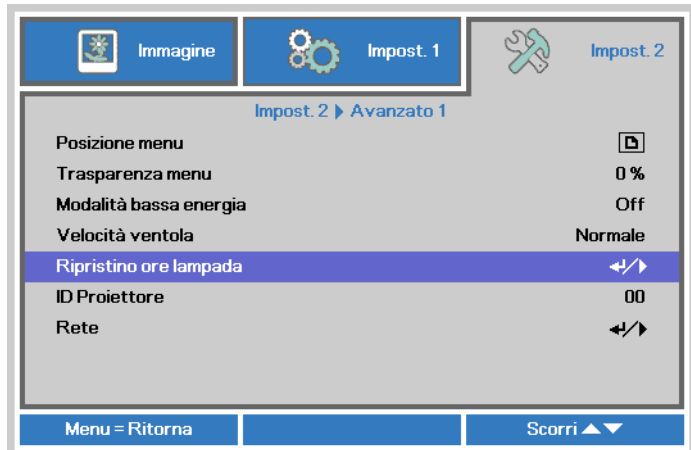 Immagine
Impost. 1
Impost. 2
Impost. 2 Avanzato 1
Posizione menu
Trasparenza menu 0 %
Modalità bassa energia Off
Velocità ventola Normale
Ripristino ore lampada /
ID Proiettore 00
Rete /
Menu = Ritorna Scorri